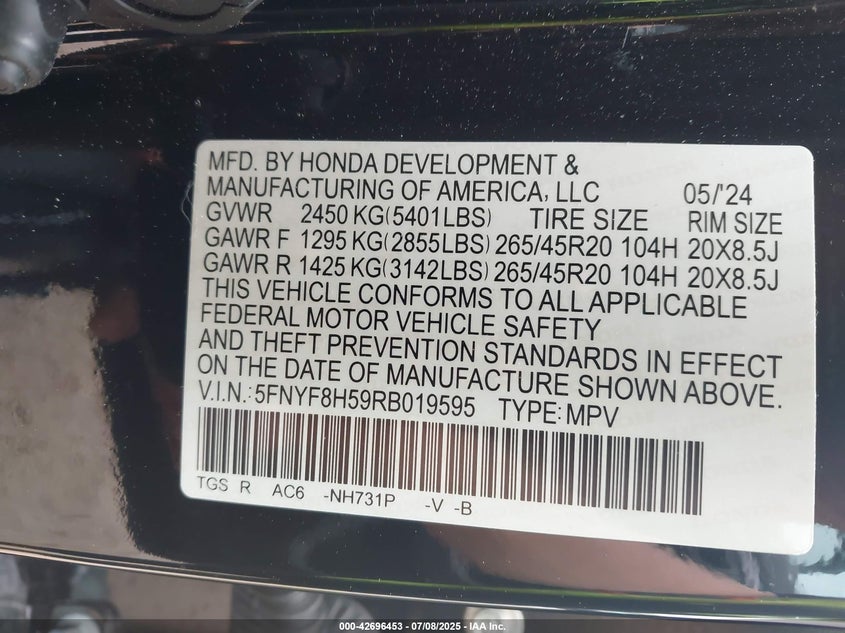 MFD. BY HONDA DEVELOPMENT &
MANUFACTURING OF AMERICA, LLC 05/'24
GVWR 2450 KG(5401LBS) TIRE SIZE RIM SIZE
GAWR F 1295 KG(2855LBS) 265/45R20 104H 20X8.5J
GAWR R 1425 KG(3142LBS) 265/45R20 104H 20X8.5J
THIS VEHICLE CONFORMS TO ALL APPLICABLE
FEDERAL MOTOR VEHICLE SAFETY
AND THEFT PREVENTION STANDARDS IN EFFECT
ON THE DATE OF MANUFACTURE SHOWN ABOVE.
V.I.N.: 5FNYF8H59RB019595 TYPE: MPV
TGS R AC6 -NH731P -V -B
000-42696453 - 07/08/2025 - IAA Inc.